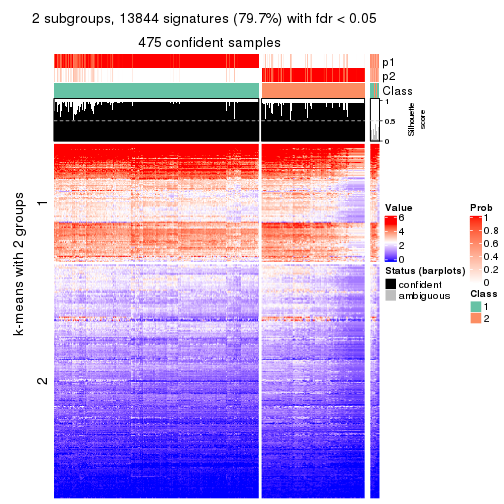 2 subgroups, 13844 signatures (79.7%) with fdr < 0.05
475 confident samples
p1
p2
Class
1
0.5
0
Silhouette
score
k-means with 2 groups
1
2
Value
6
4
2
0
Status (barplots)
confident
ambiguous
Prob
1
0.8
0.6
0.4
0.2
0
Class
1
2